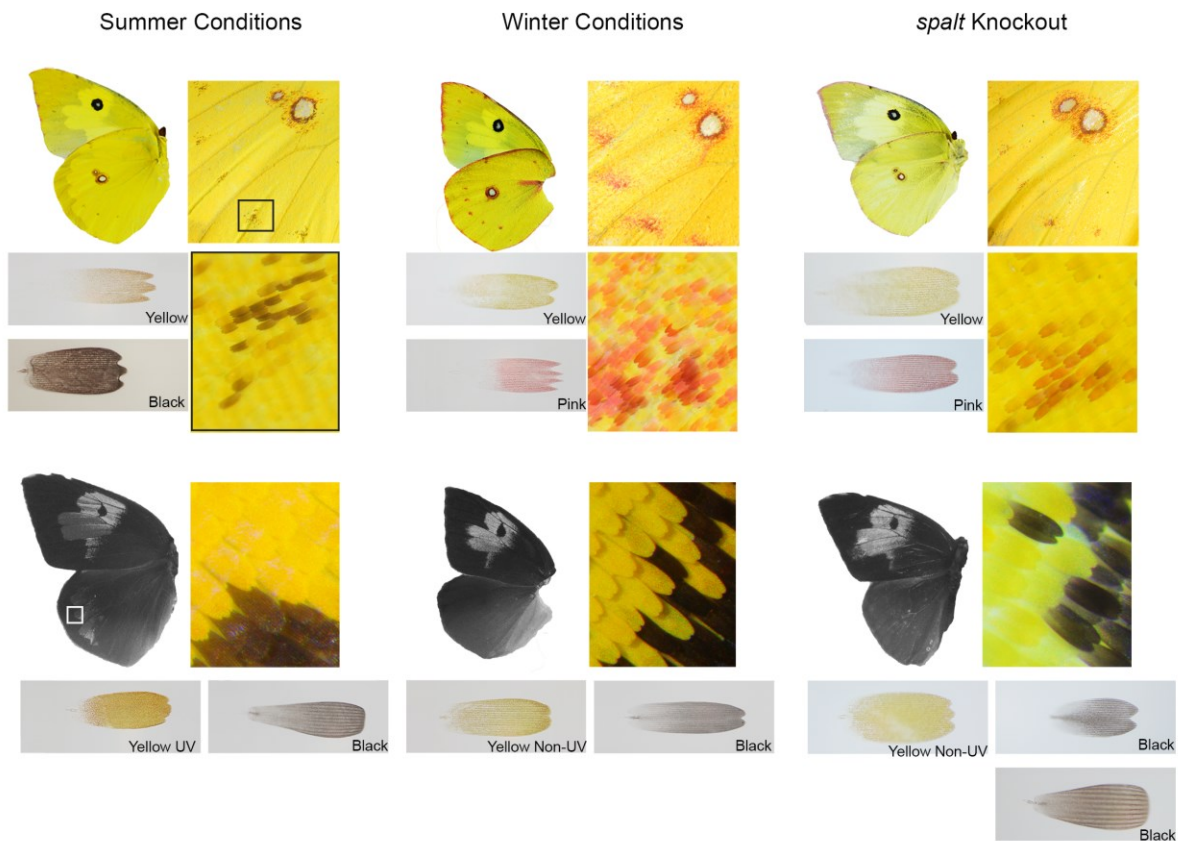 Summer Conditions
Winter Conditions
spalt Knockout
Yellow
Yellow
Yellow
Black
Pink
Pink
Yellow UV
Black
Yellow Non-UV
Black
Yellow Non-UV
Black
Black